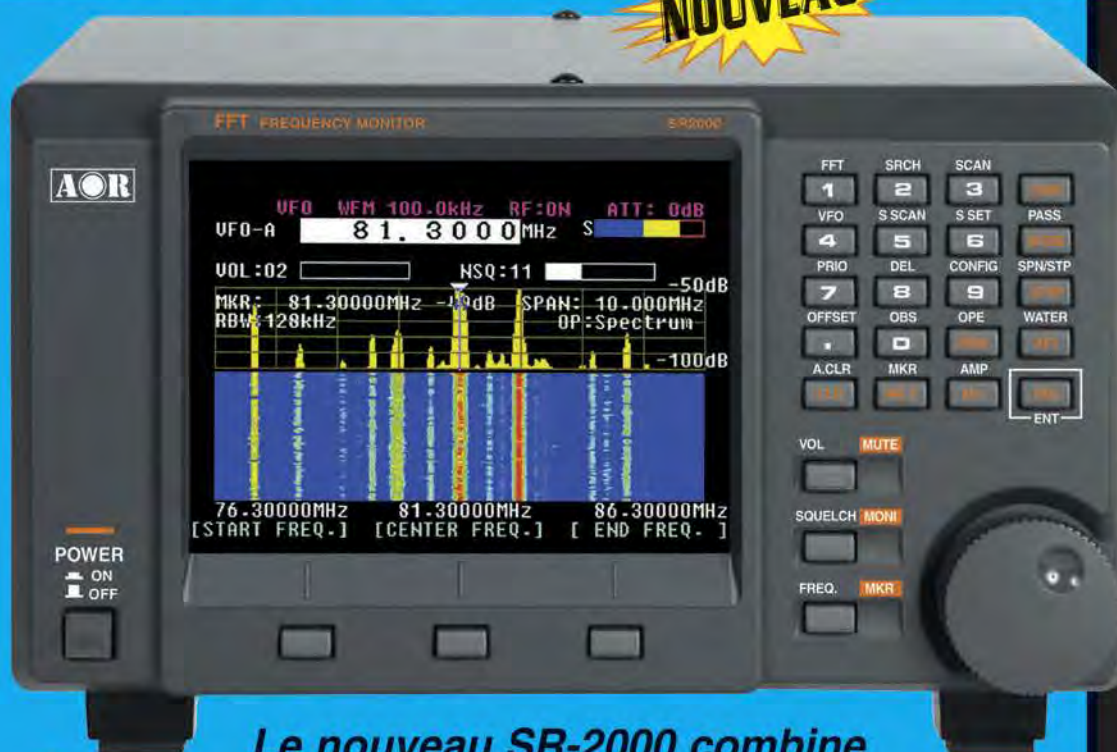 NOUVEAU
FFT FREQUENCY MONITOR SR2000
AOR
VFO WFM 100.0kHz RF:ON ATT: 0dB
VFO-A 81.3000MHz S
VOL:02 NSQ:11
-50dB
MKR: 81.30000MHz SPAN: 10.000MHz
RBW:128kHz OP:Spectrum
-100dB
76.30000MHz 81.30000MHz 86.30000MHz
[START FREQ.] [CENTER FREQ.] [ END FREQ. ]
POWER
ON
OFF
FFT SRCH SCAN
1 2 3
VFO S SCAN S SET PASS
4 5 6
PRIO DEL CONFIG SPN/STP
7 8 9
OFFSET OBS OPE WATER
. 0
A.CLR MKR AMP
ENT
VOL MUTE
SQUELCH MONI
FREQ. MKR
Le nouveau SR-2000 combine